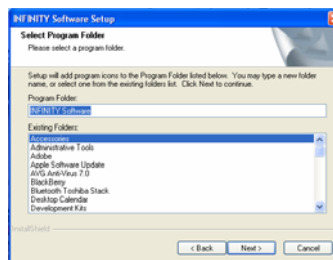 INFINITY Software Setup
Select Program Folder
Please select a program folder.
Setup will add program icons to the Program Folder listed below. You may type a new folder
name, or select one from the existing folders list. Click Next to continue.
Program Folder:
INFINITY Software
Existing Folders:
Accessories
Administrative Tools
Adobe
Apple Software Update
AVG Anti-Virus 7.0
BlackBerry
Bluetooth Toshiba Stack
Desktop Calendar
Development Kits
InstallShield
< Back
Next >
Cancel